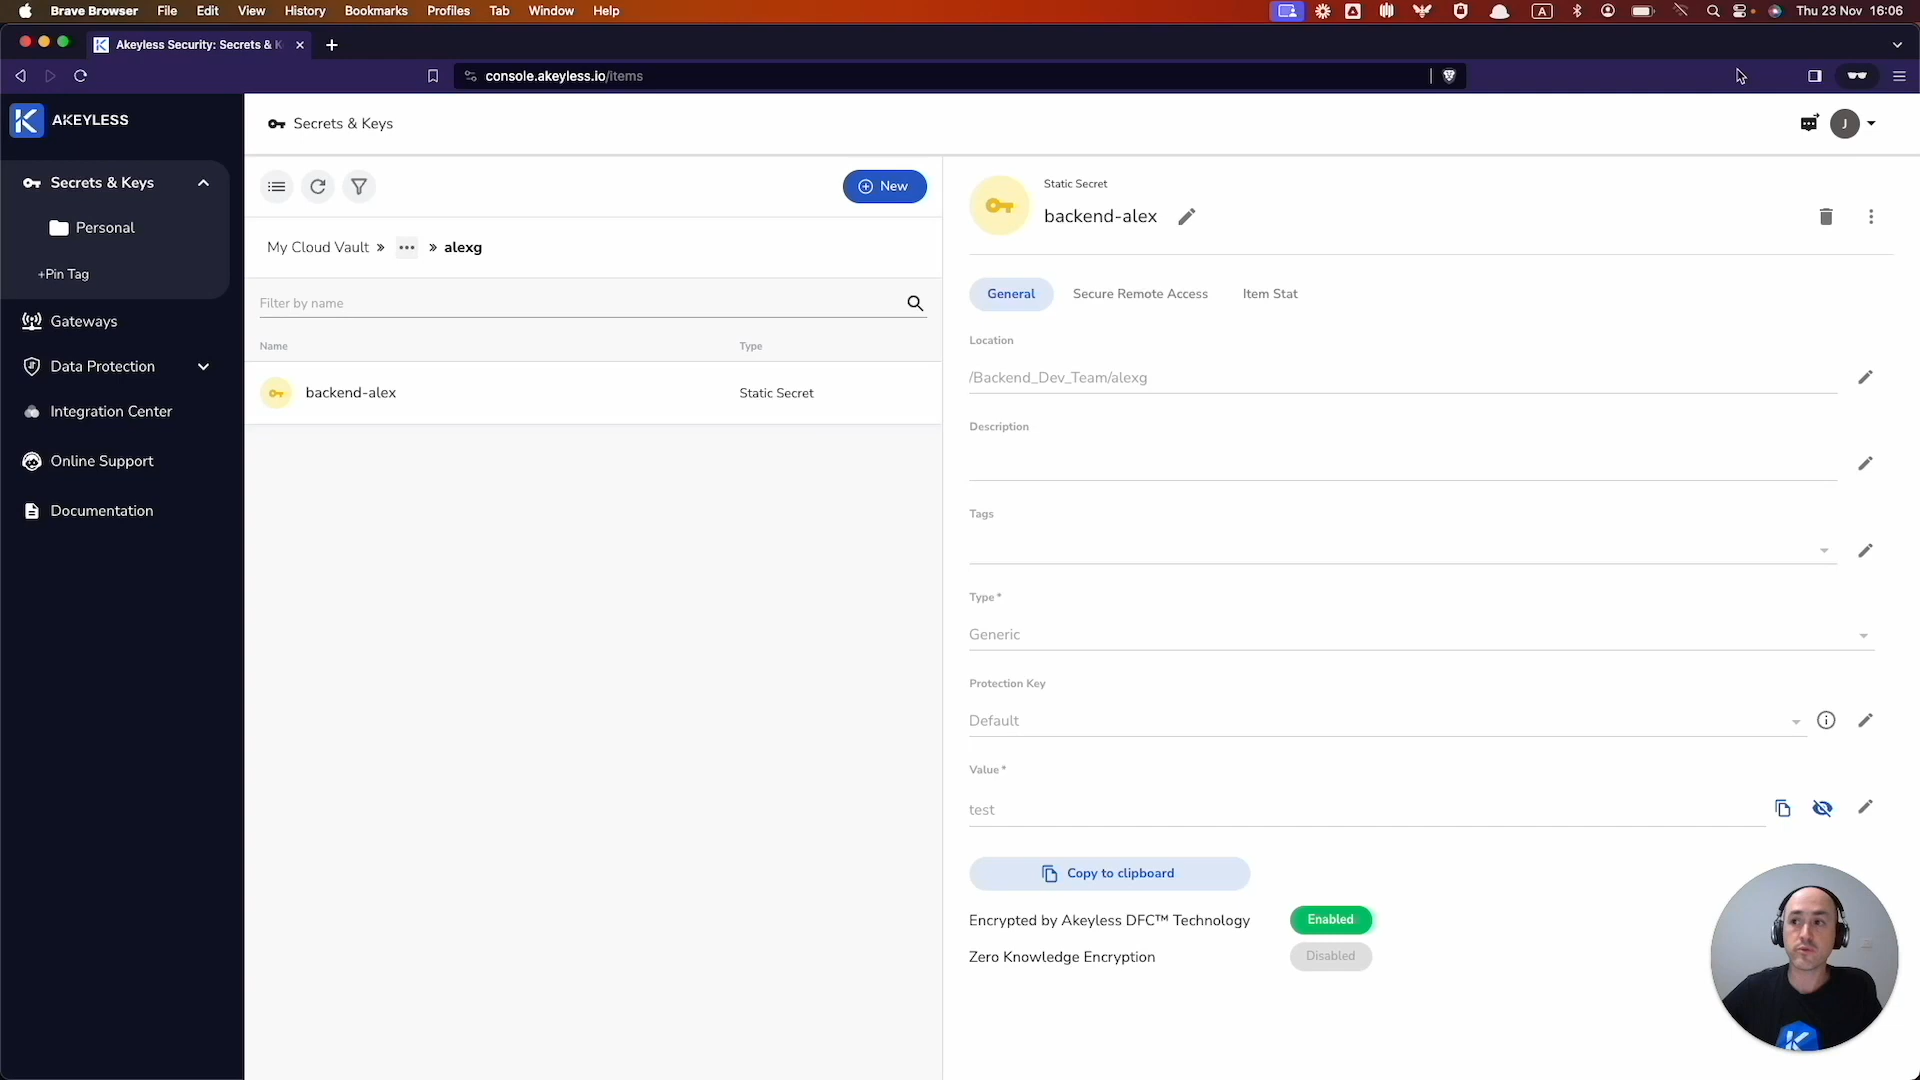 Brave Browser File Edit View History Bookmarks Profiles Tab Window Help
A
Thu 23 Nov 16:06
Akeyless Security: Secrets & K
console.akeyless.io/items
AKEYLESS
Secrets & Keys
J
Secrets & Keys
Personal
+Pin Tag
Gateways
Data Protection
Integration Center
Online Support
Documentation
New
My Cloud Vault » ••• » alexg
Filter by name
Name Type
backend-alex Static Secret
Static Secret
backend-alex
General Secure Remote Access Item Stat
Location
/Backend_Dev_Team/alexg
Description
Tags
Type *
Generic
Protection Key
Default
Value *
test
Copy to clipboard
Encrypted by Akeyless DFC™ Technology Enabled
Zero Knowledge Encryption Disabled